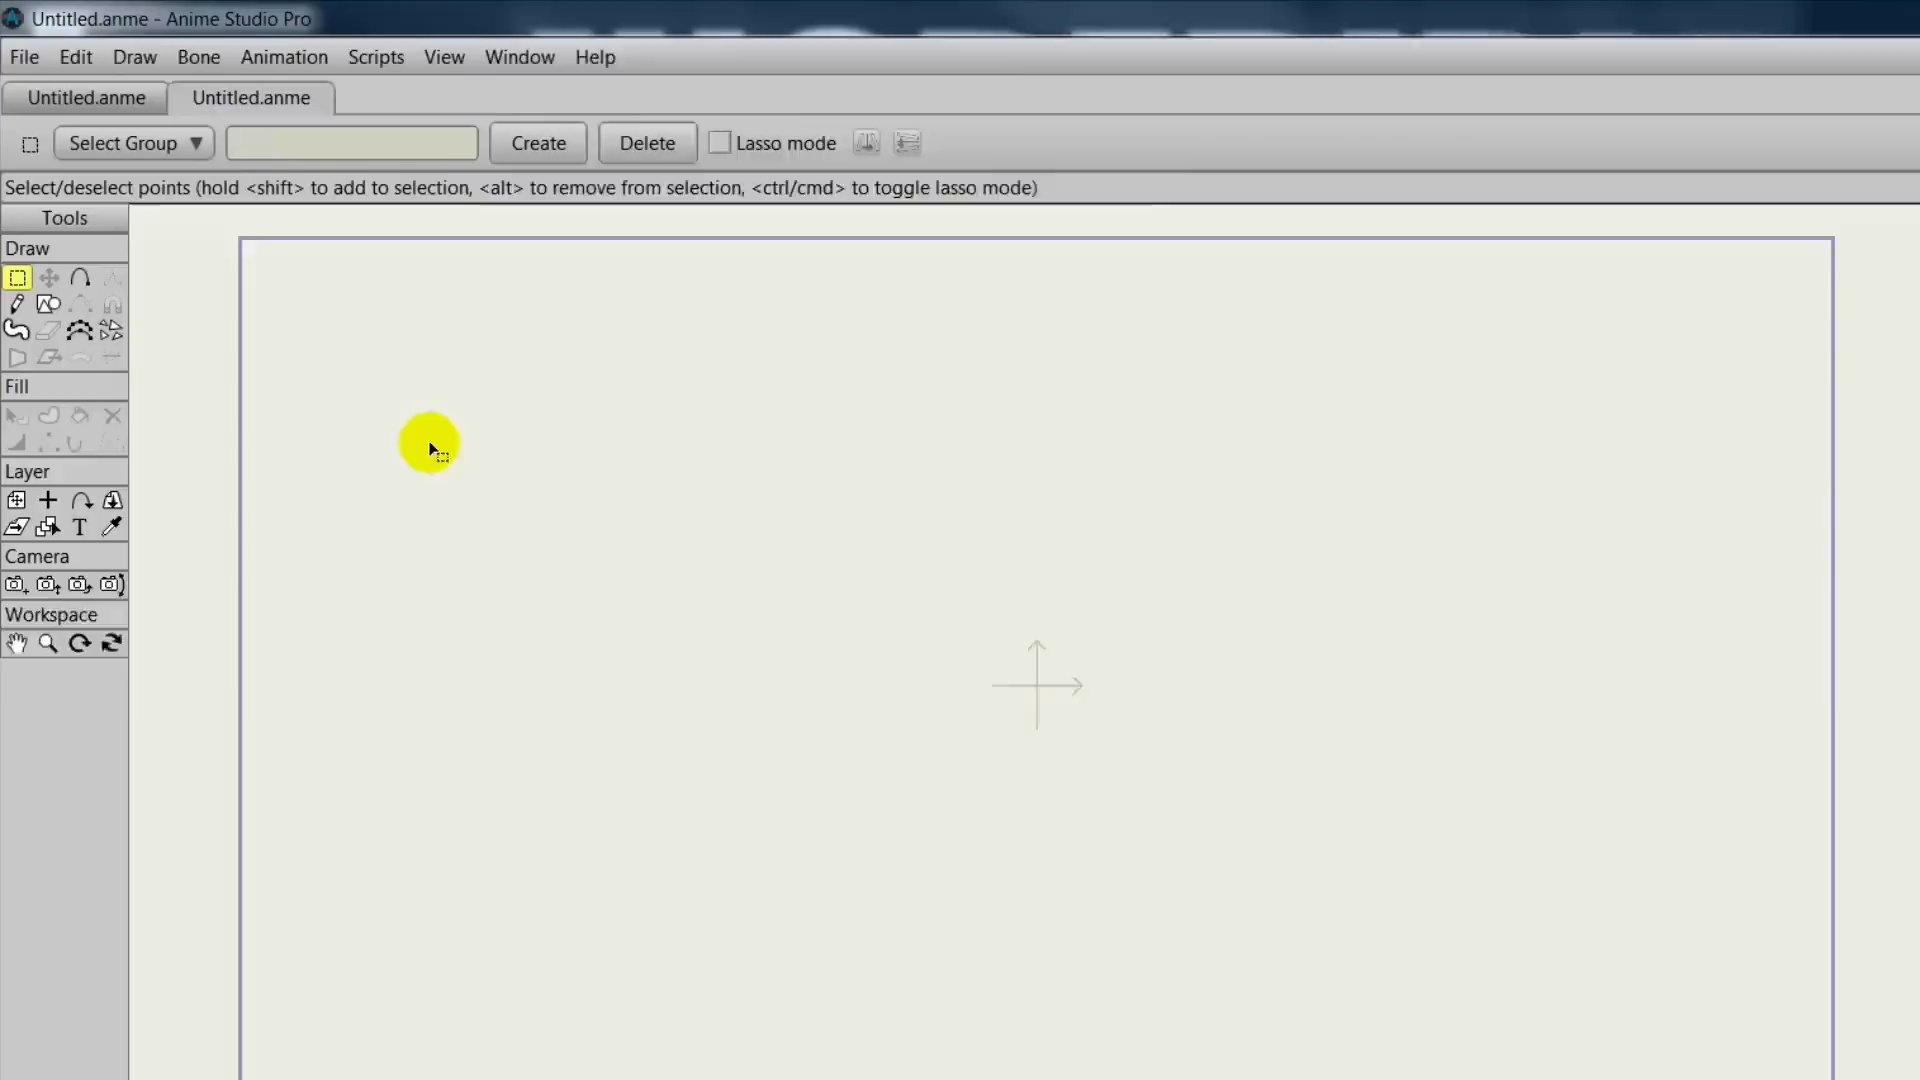 Untitled.anme - Anime Studio Pro
File Edit Draw Bone Animation Scripts View Window Help
Untitled.anme Untitled.anme
Select Group Create Delete Lasso mode
Select/deselect points (hold <shift> to add to selection, <alt> to remove from selection, <ctrl/cmd> to toggle lasso mode)
Tools
Draw
Fill
Layer
T
Camera
Workspace